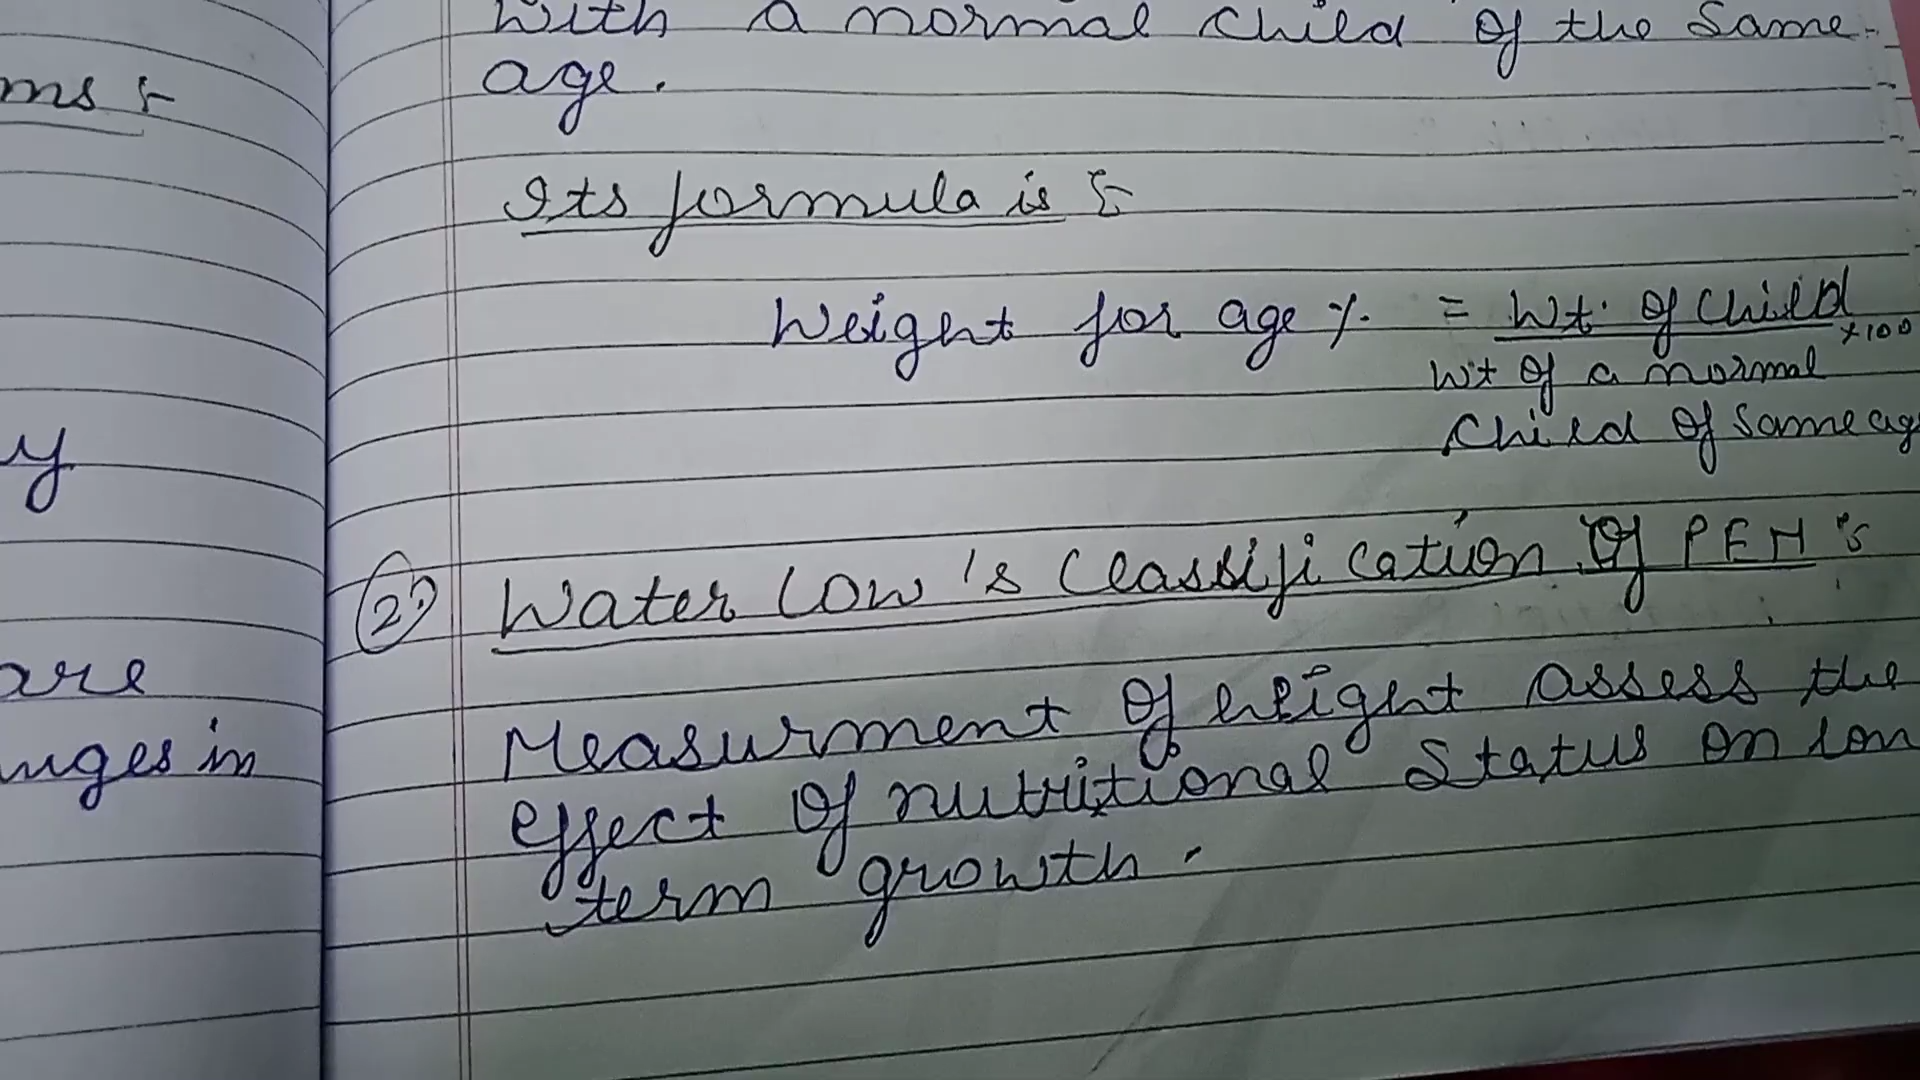 ms :-
y
are
nges in
with a normal child of the same
age.
Its formula is :-
Weight for age % = Wt. of child ×100
Wt of a normal
child of same ag
(2) Water low's classification of PEM :
Measurment of height assess the
effect of nutritional status on lon
term growth.